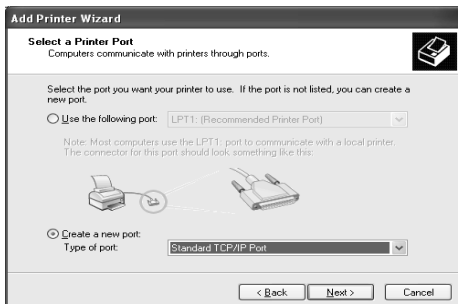 Add Printer Wizard
Select a Printer Port
Computers communicate with printers through ports.
Select the port you want your printer to use. If the port is not listed, you can create a
new port.
Use the following port: LPT1: (Recommended Printer Port)
Note: Most computers use the LPT1: port to communicate with a local printer.
The connector for this port should look something like this:
Create a new port:
Type of port: Standard TCP/IP Port
< Back Next > Cancel